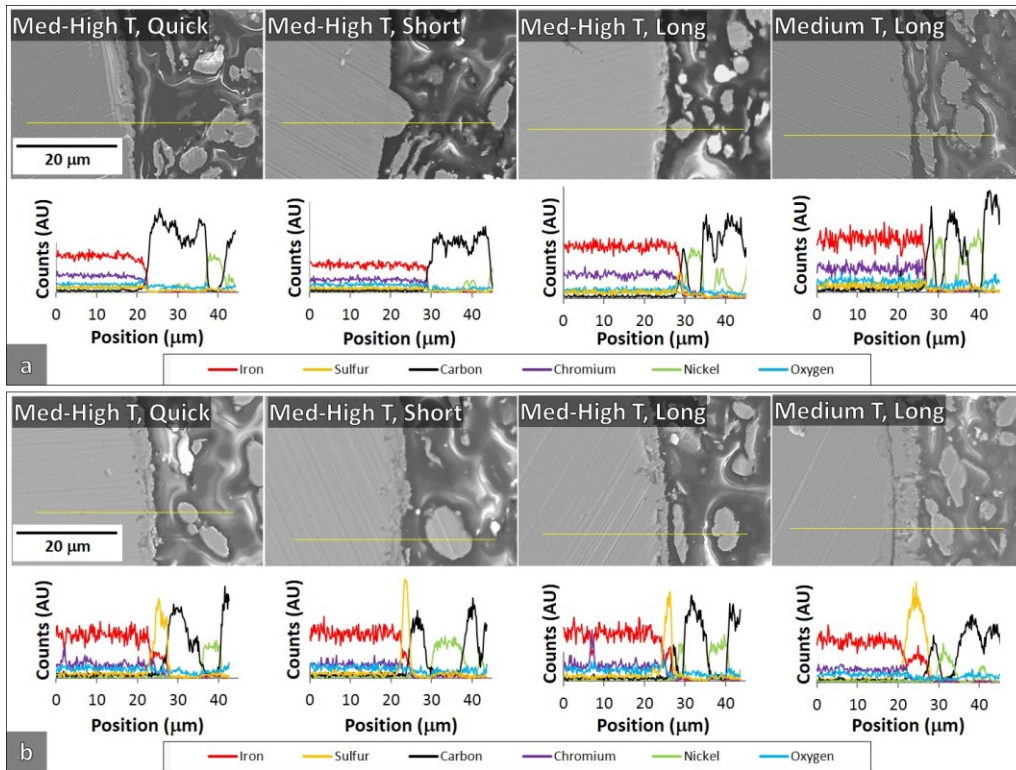 Med-High T, Quick
Med-High T, Short
Med-High T, Long
Medium T, Long
20 µm
Counts (AU)
Counts (AU)
Counts (AU)
Counts (AU)
0 10 20 30 40
0 10 20 30 40
0 10 20 30 40
0 10 20 30 40
Position (µm)
Position (µm)
Position (µm)
Position (µm)
a
Iron Sulfur Carbon Chromium Nickel Oxygen
Med-High T, Quick
Med-High T, Short
Med-High T, Long
Medium T, Long
20 µm
Counts (AU)
Counts (AU)
Counts (AU)
Counts (AU)
0 10 20 30 40
0 10 20 30 40
0 10 20 30 40
0 10 20 30 40
Position (µm)
Position (µm)
Position (µm)
Position (µm)
b
Iron Sulfur Carbon Chromium Nickel Oxygen